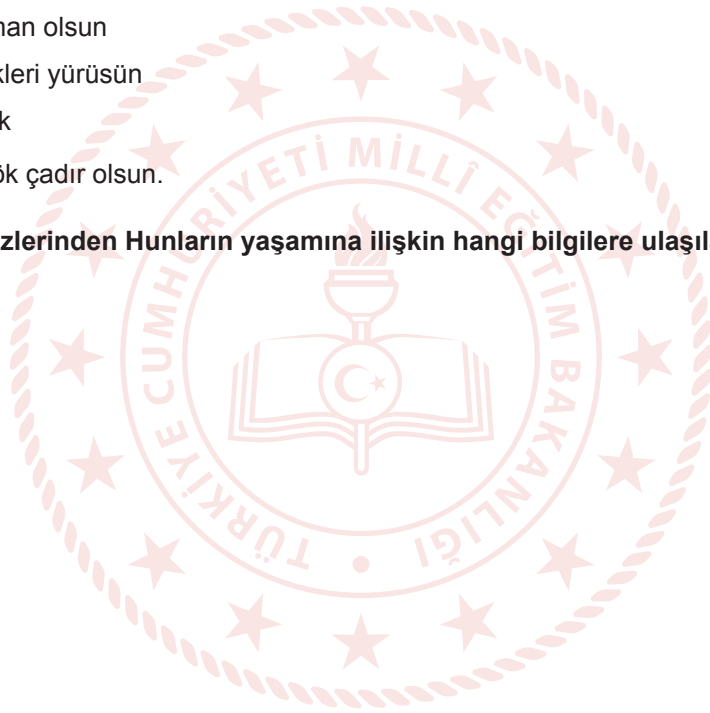 nan olsun
kleri yürüsün
k
ök çadır olsun.
zlerinden Hunların yaşamına ilişkin hangi bilgilere ulaşıl
TÜRKİYE CUMHURİYETİ MİLLÎ EĞİTİM BAKANLIĞI